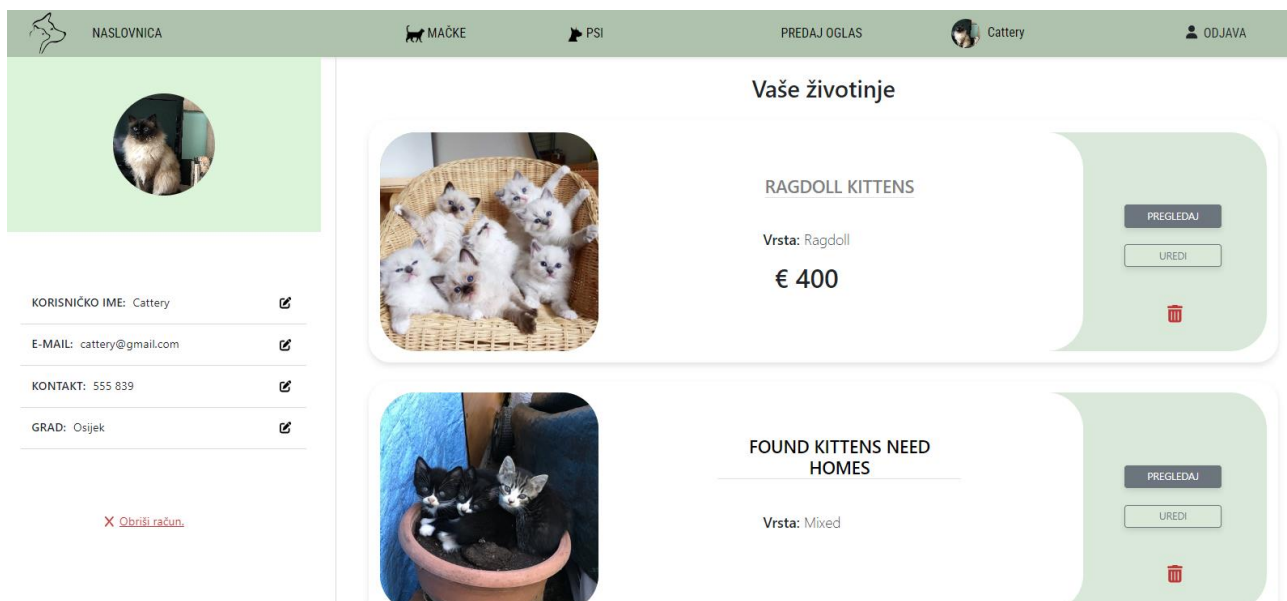 NASLOVNICA
MAČKE
PSI
PREDAJ OGLAS
Cattery
ODJAVA
KORISNIČKO IME: Cattery
E-MAIL: cattery@gmail.com
KONTAKT: 555 839
GRAD: Osijek
Obriši račun.
Vaše životinje
RAGDOLL KITTENS
Vrsta: Ragdoll
€ 400
PREGLEDAJ
UREDI
FOUND KITTENS NEED
HOMES
Vrsta: Mixed
PREGLEDAJ
UREDI